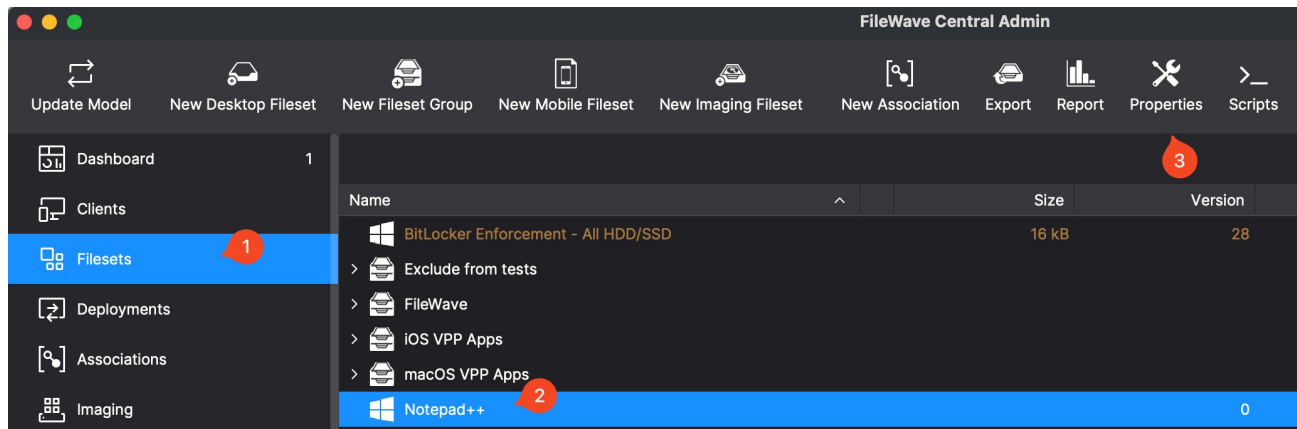 FileWave Central Admin
Update Model New Desktop Fileset New Fileset Group New Mobile Fileset New Imaging Fileset New Association Export Report Properties Scripts
Dashboard 1
3
Name Size Version
Clients
BitLocker Enforcement - All HDD/SSD 16 kB 28
1
Filesets
Exclude from tests
FileWave
Deployments
iOS VPP Apps
Associations
macOS VPP Apps
2
Imaging
Notepad++ 0